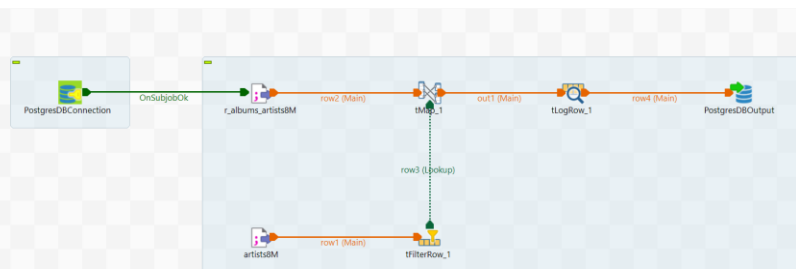 OnSubjobOk
PostgresDBConnection
row2 (Main)
r_albums_artists8M
out1 (Main)
tMap_1
row4 (Main)
tLogRow_1
PostgresDBOutput
row3 (Lookup)
row1 (Main)
artists8M
tFilterRow_1